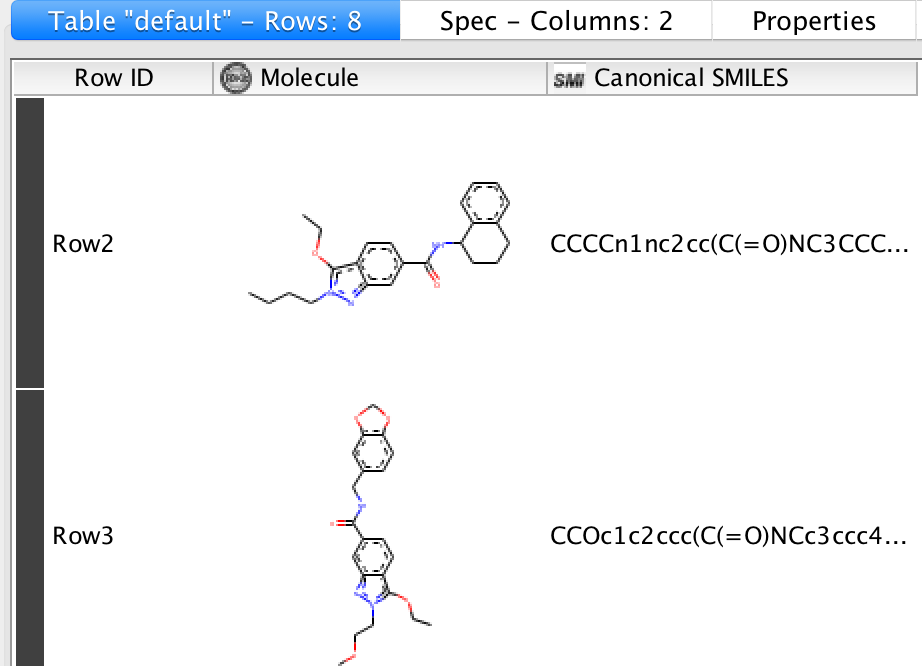 Table "default" – Rows: 8 Spec – Columns: 2 Properties
Row ID Molecule SMI Canonical SMILES
Row2 CCCCn1nc2cc(C(=O)NC3CCC...
Row3 CCOc1c2ccc(C(=O)NCc3ccc4...